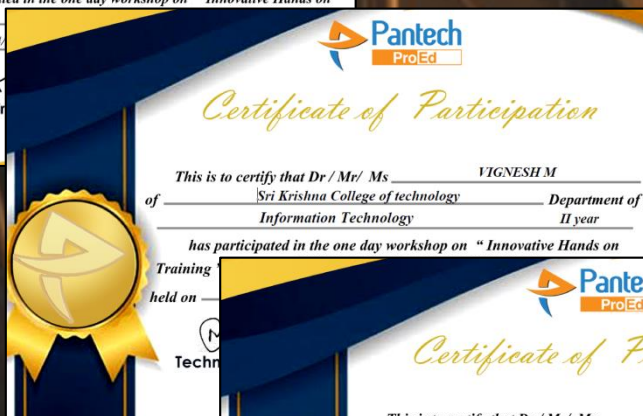 in the one day workshop on " Innovative Hands on
Pantech
ProEd
Certificate of Participation
This is to certify that Dr / Mr/ Ms VIGNESH M
of Sri Krishna College of technology Department of
Information Technology II year
has participated in the one day workshop on " Innovative Hands on
Training
held on
Pante
ProEd
Certificate of